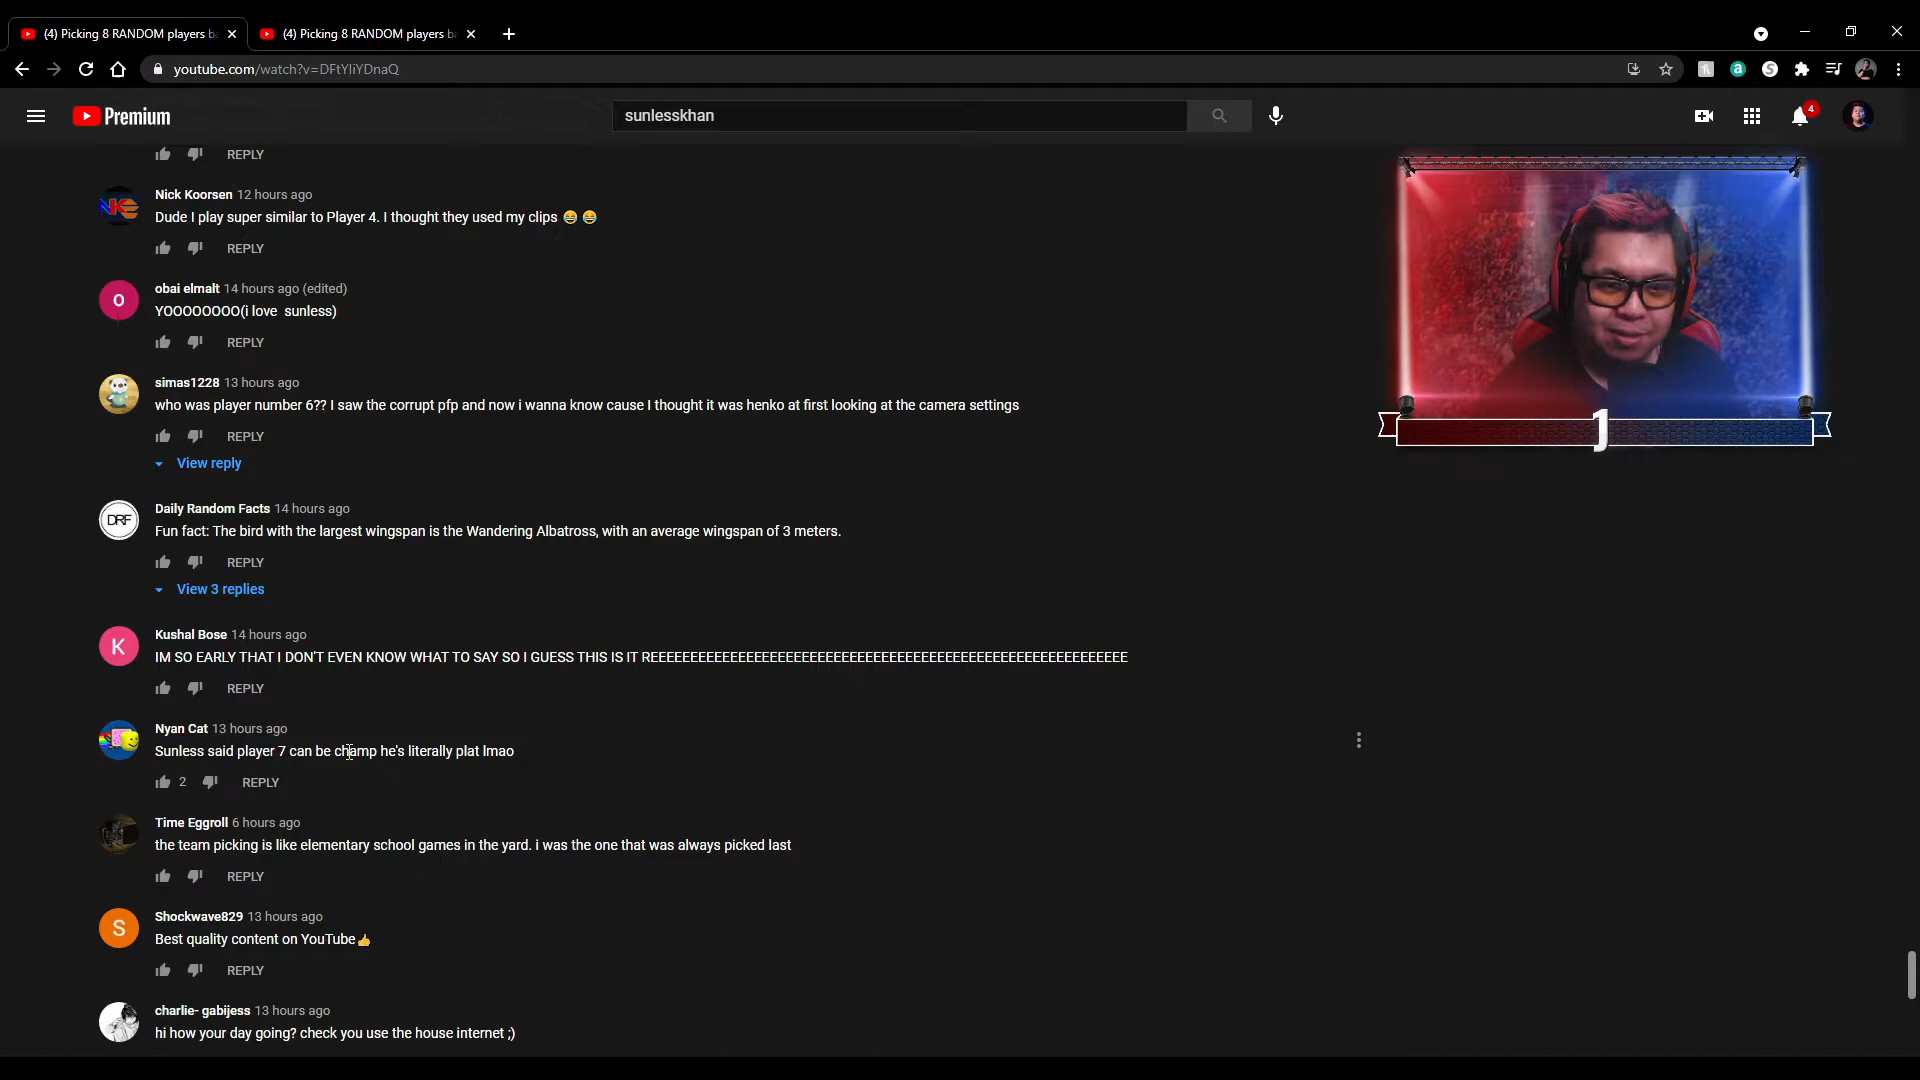 (4) Picking 8 RANDOM players ba
(4) Picking 8 RANDOM players ba
youtube.com/watch?v=DFtYliYDnaQ
Premium
sunlesskhan
4
REPLY
Nick Koorsen 12 hours ago
Dude I play super similar to Player 4. I thought they used my clips 😂 😂
REPLY
obai elmalt 14 hours ago (edited)
YOOOOOOOO(i love sunless)
REPLY
simas1228 13 hours ago
who was player number 6?? I saw the corrupt pfp and now i wanna know cause I thought it was henko at first looking at the camera settings
REPLY
View reply
Daily Random Facts 14 hours ago
Fun fact: The bird with the largest wingspan is the Wandering Albatross, with an average wingspan of 3 meters.
REPLY
View 3 replies
Kushal Bose 14 hours ago
IM SO EARLY THAT I DON'T EVEN KNOW WHAT TO SAY SO I GUESS THIS IS IT REEEEEEEEEEEEEEEEEEEEEEEEEEEEEEEEEEEEEEEEEEEEEEEEEEEEEEEEEEE
REPLY
Nyan Cat 13 hours ago
Sunless said player 7 can be champ he's literally plat lmao
2 REPLY
Time Eggroll 6 hours ago
the team picking is like elementary school games in the yard. i was the one that was always picked last
REPLY
Shockwave829 13 hours ago
Best quality content on YouTube👍
REPLY
charlie- gabijess 13 hours ago
hi how your day going? check you use the house internet ;)
DRF
O
K
S